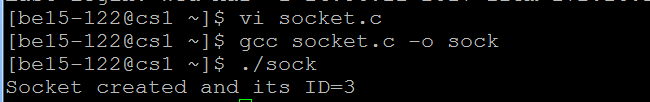 [be15-122@cs1 ~]$ vi socket.c
[be15-122@cs1 ~]$ gcc socket.c -o sock
[be15-122@cs1 ~]$ ./sock
Socket created and its ID=3